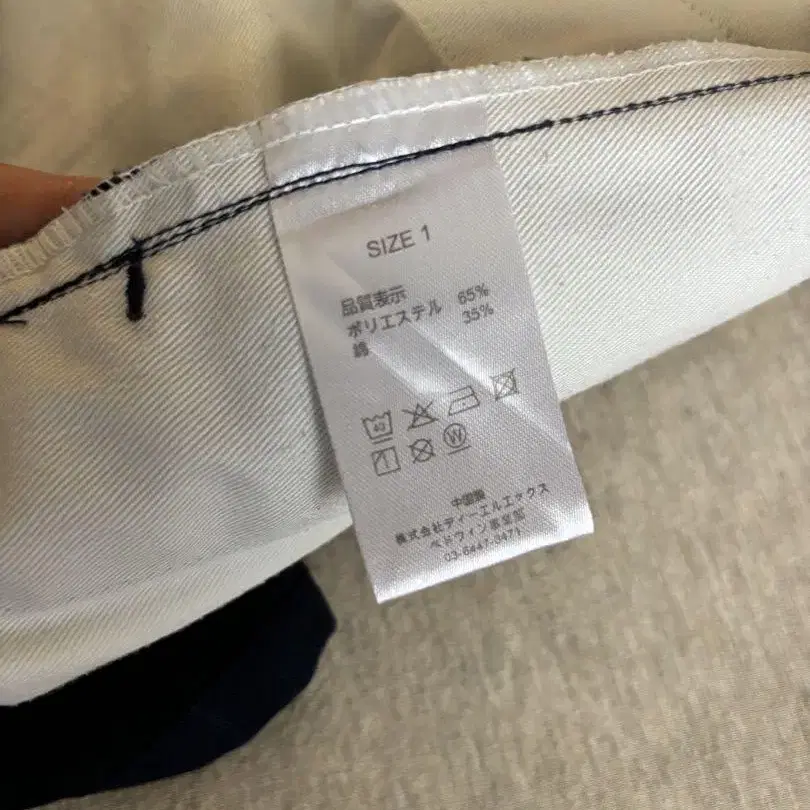 SIZE 1
品質表示
ポリエステル 65%
綿 35%
40
W
中国製
株式会社ディーエルエックス
ベドウィン事業部
03-6447-0471